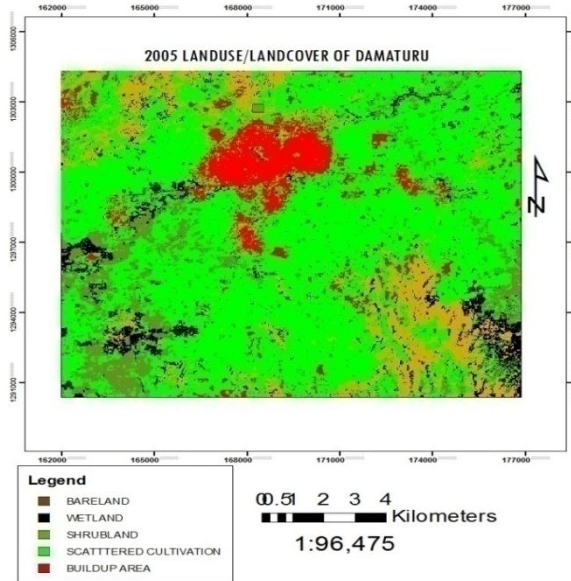 162000 165000 168000 171000 174000 177000
2005 LANDUSE/LANDCOVER OF DAMATURU
1306000
1303000
1300000
1297000
1294000
1291000
N
162000 165000 168000 171000 174000 177000
Legend
BARELAND
WETLAND
SHRUBLAND
SCATTTERED CULTIVATION
BUILDUP AREA
0 0.5 1 2 3 4
Kilometers
1:96,475